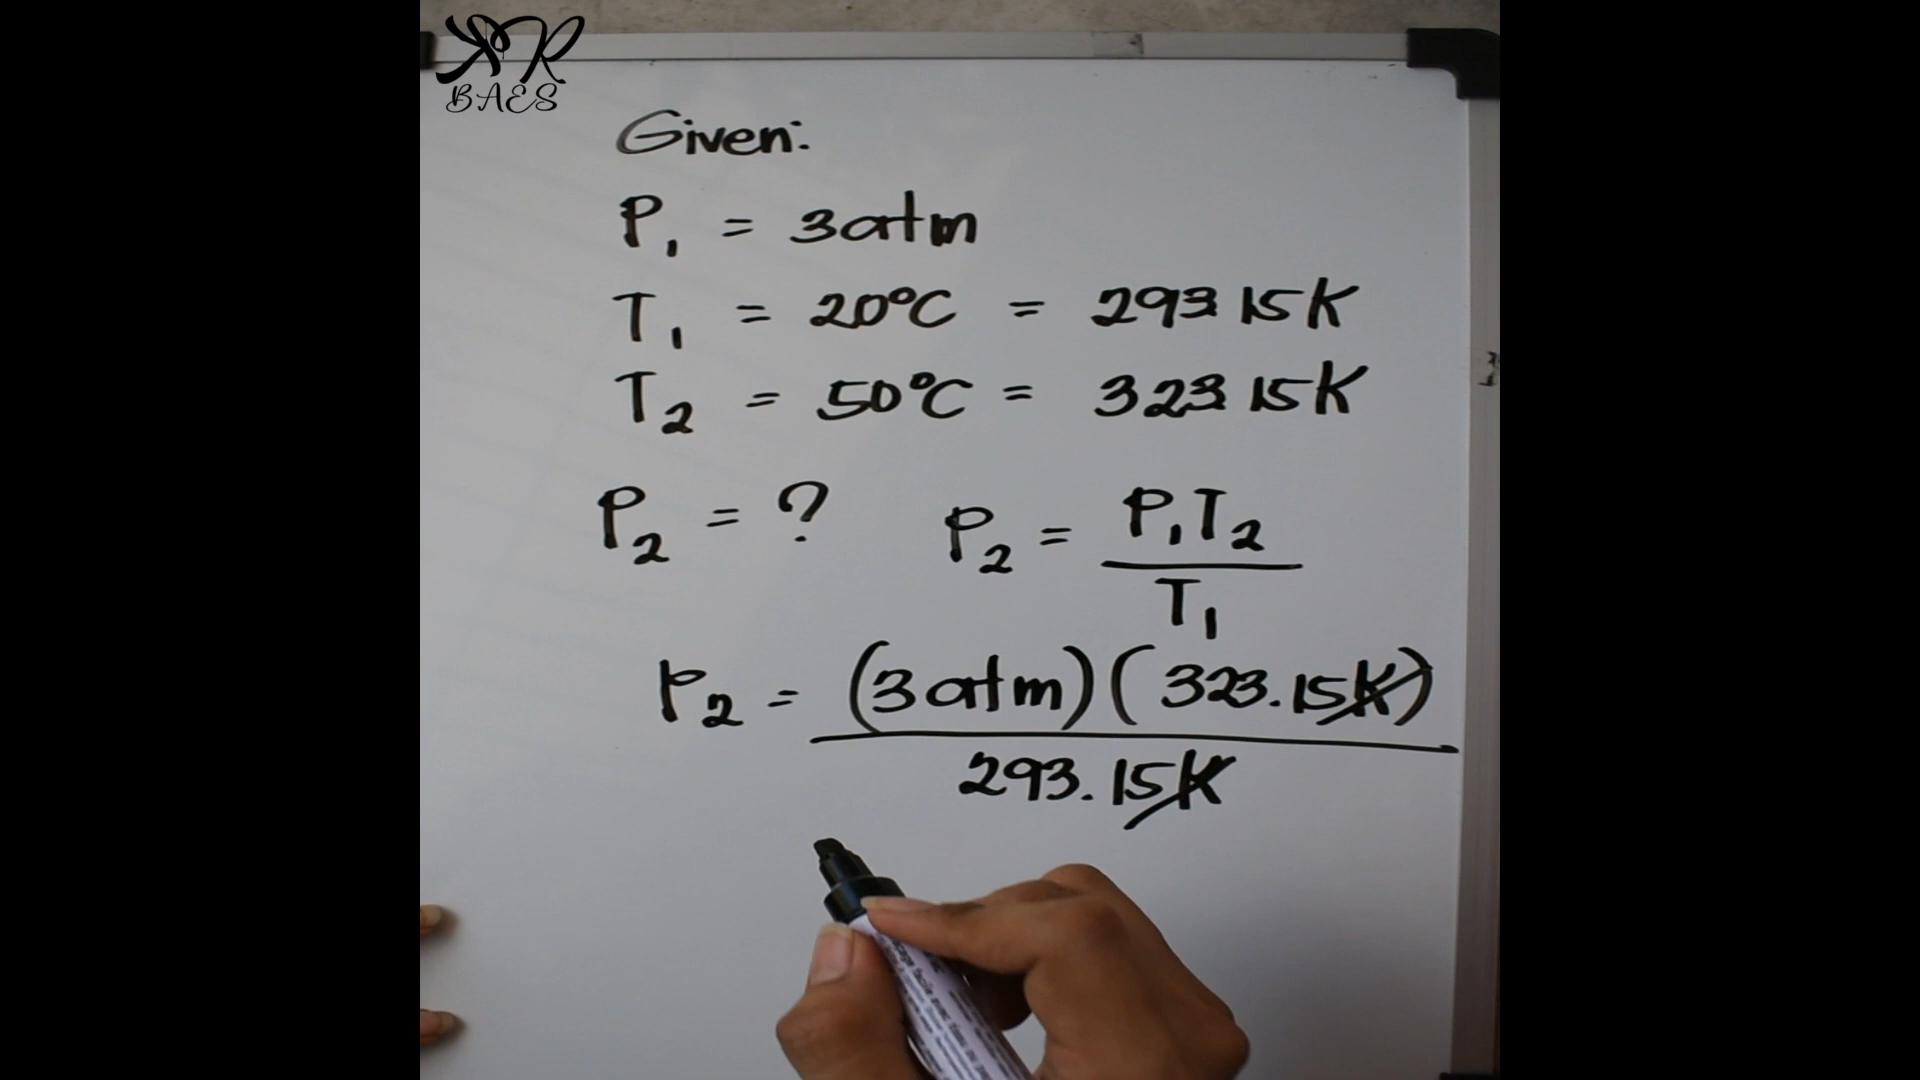 KR
BAES
Given:
P₁ = 3atm
T₁ = 20°C = 293 15K
T₂ = 50°C = 323 15K
P₂ = ? P₂ = P₁T₂ / T₁
P₂ = (3atm)(323.15K) / 293.15K